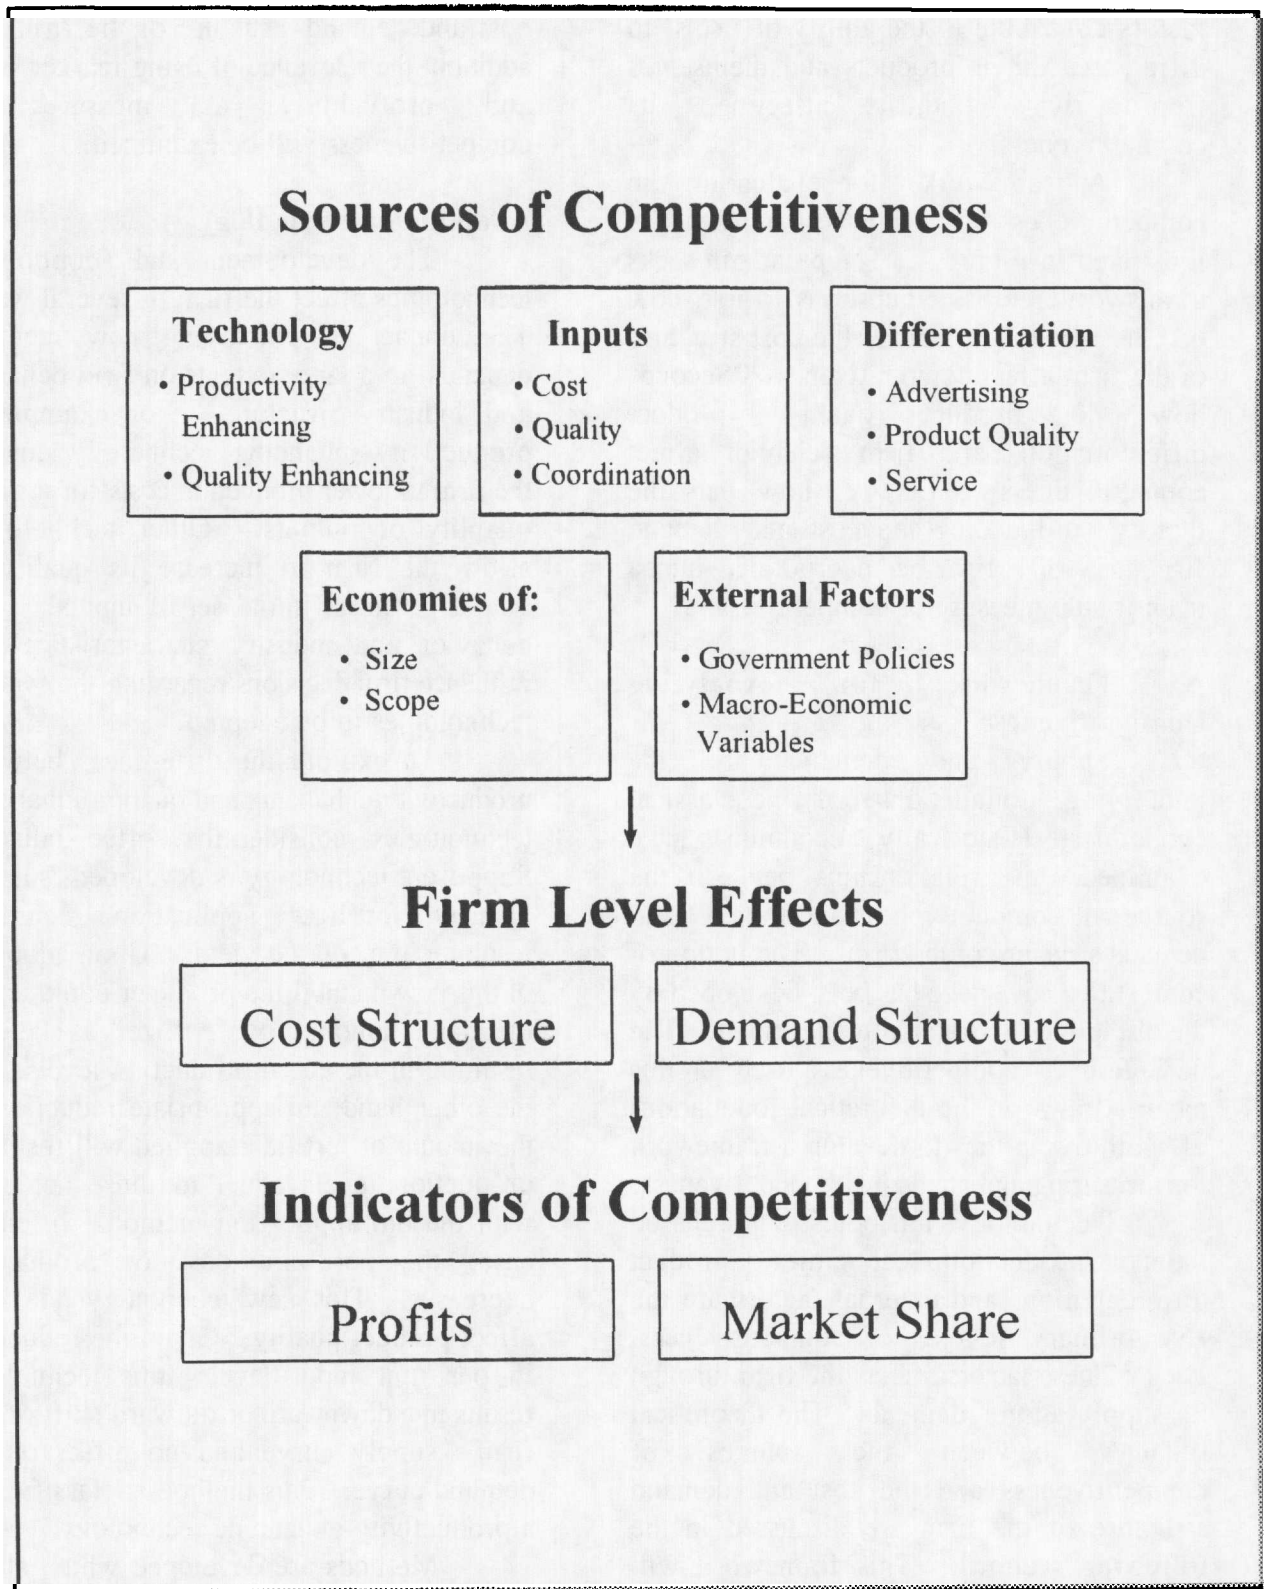 Sources of Competitiveness
Technology
• Productivity
Enhancing
• Quality Enhancing
Inputs
• Cost
• Quality
• Coordination
Differentiation
• Advertising
• Product Quality
• Service
Economies of:
• Size
• Scope
External Factors
• Government Policies
• Macro-Economic
Variables
Firm Level Effects
Cost Structure
Demand Structure
Indicators of Competitiveness
Profits
Market Share